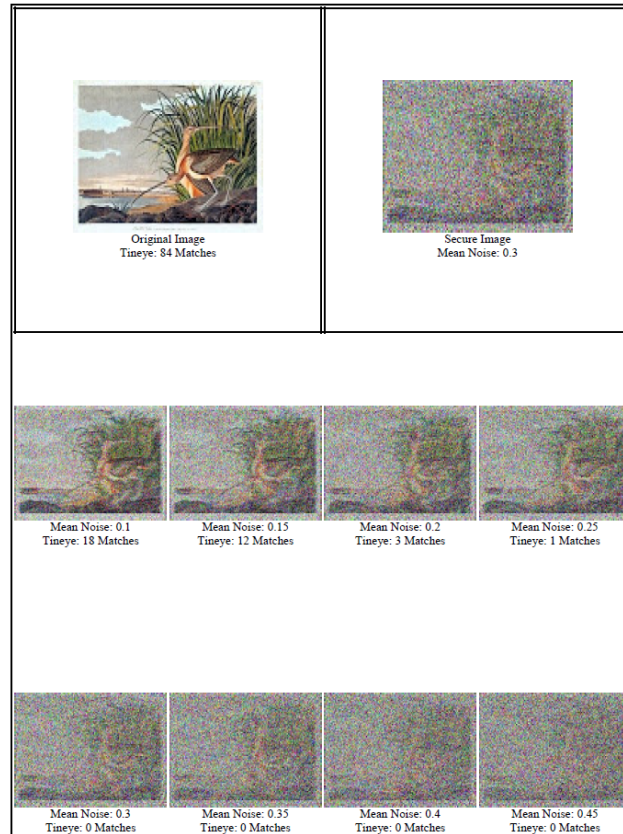 Original Image
Tineye: 84 Matches
Secure Image
Mean Noise: 0.3
Mean Noise: 0.1
Tineye: 18 Matches
Mean Noise: 0.15
Tineye: 12 Matches
Mean Noise: 0.2
Tineye: 3 Matches
Mean Noise: 0.25
Tineye: 1 Matches
Mean Noise: 0.3
Tineye: 0 Matches
Mean Noise: 0.35
Tineye: 0 Matches
Mean Noise: 0.4
Tineye: 0 Matches
Mean Noise: 0.45
Tineye: 0 Matches